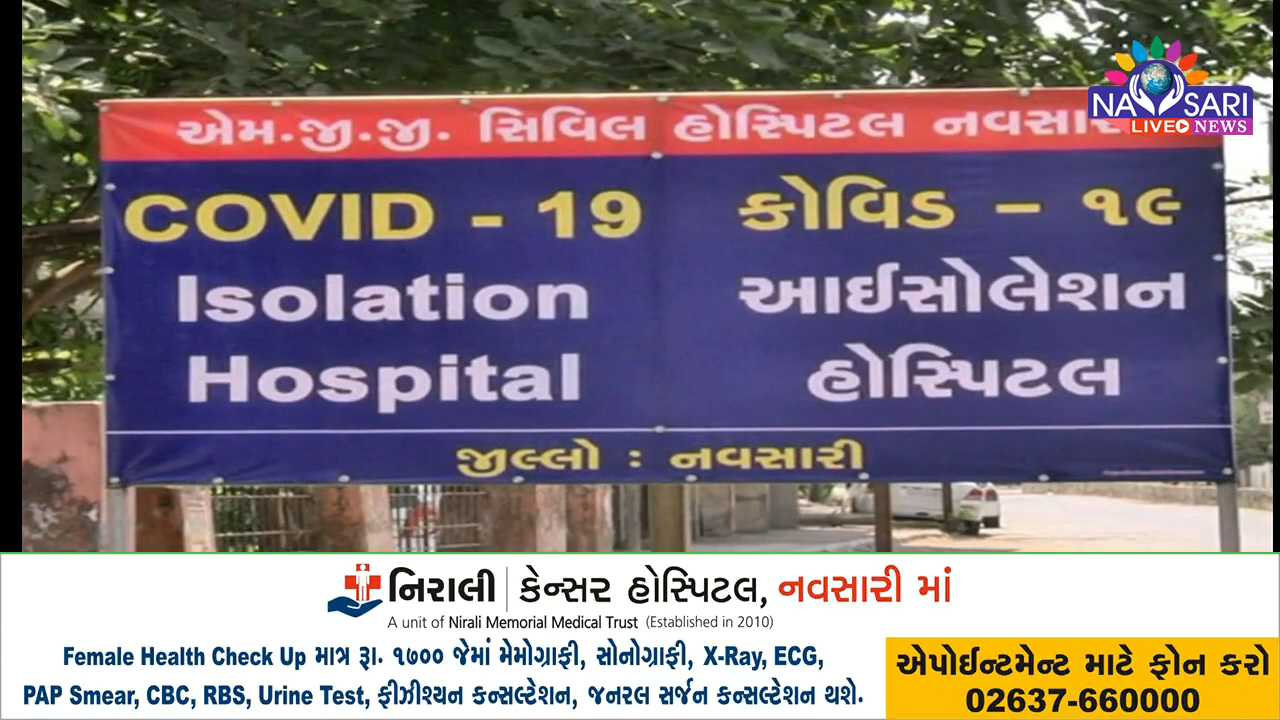 NAVSARI
LIVE NEWS
એમ.જી.જી. સિવિલ હોસ્પિટલ
COVID - 19
Isolation
Hospital
કોવિડ – ૧૯
આઈસોલેશન
હોસ્પિટલ
જીલ્લો : નવસારી
નિરાલી કેન્સર હોસ્પિટલ, નવસારી માં
A unit of Nirali Memorial Medical Trust (Established in 2010)
Female Health Check Up માત્ર રૂા. ૧૭૦૦ જેમાં મેમોગ્રાફી, સોનોગ્રાફી, X-Ray, ECG,
PAP Smear, CBC, RBS, Urine Test, ફીઝીશ્યન કન્સલ્ટેશન, જનરલ સર્જન કન્સલ્ટેશન થશે.
એપોઈન્ટમેન્ટ માટે ફોન કરો
02637-660000